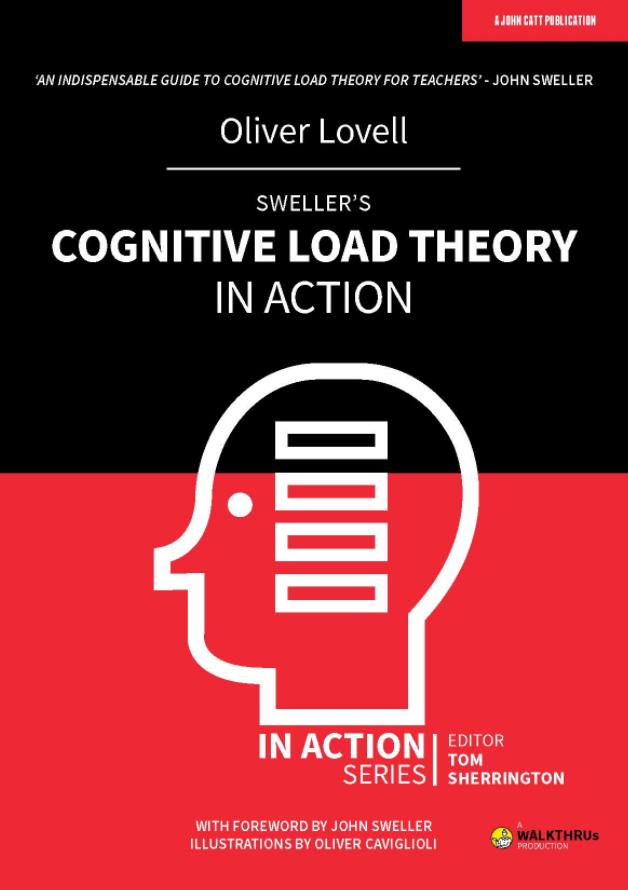 A JOHN CATT PUBLICATION
‘AN INDISPENSABLE GUIDE TO COGNITIVE LOAD THEORY FOR TEACHERS’ - JOHN SWELLER
Oliver Lovell
SWELLER’S
COGNITIVE LOAD THEORY
IN ACTION
IN ACTION
SERIES
EDITOR
TOM
SHERRINGTON
WITH FOREWORD BY JOHN SWELLER
ILLUSTRATIONS BY OLIVER CAVIGLIOLI
A
WALKTHRUs
PRODUCTION